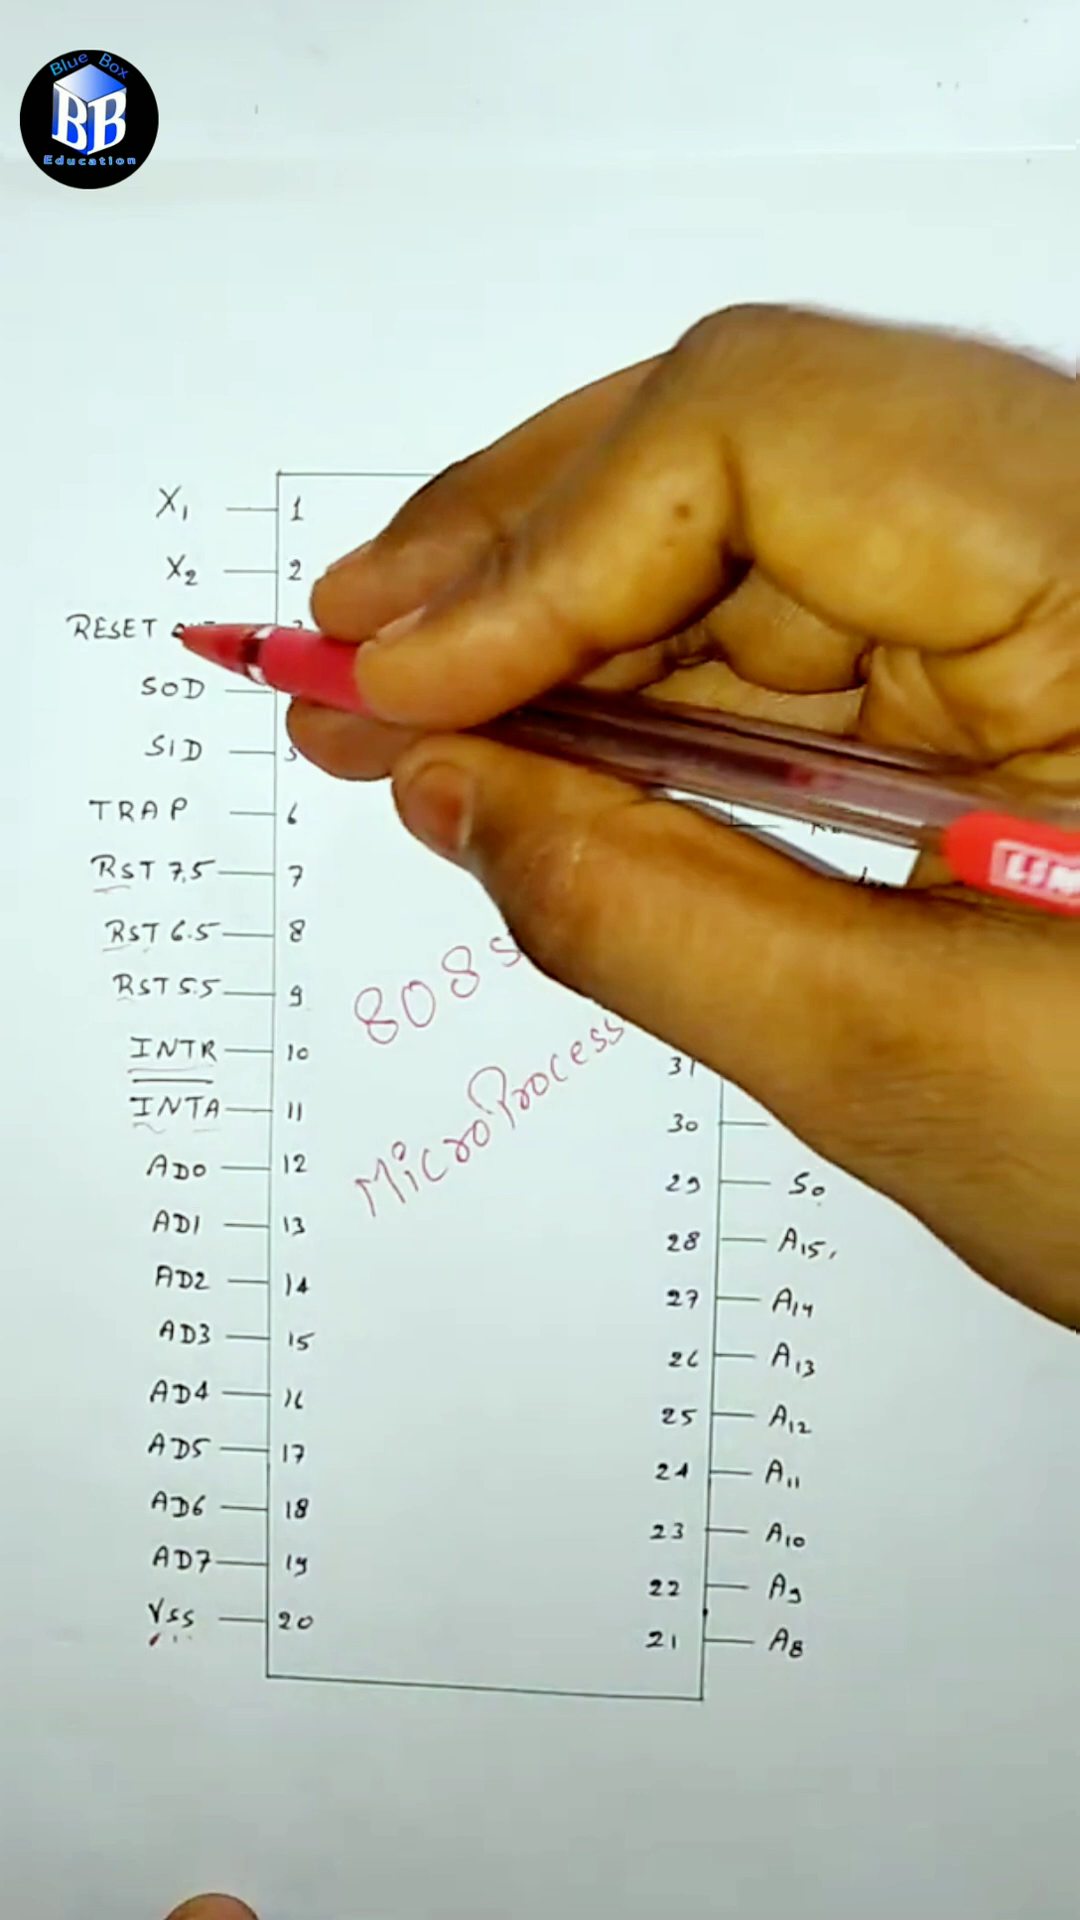 Blue Box
BB
Education
X1 1
X2 2
RESET
SOD
SID 5
TRAP 6
RST 7.5 7
RST 6.5 8
RST 5.5 9
INTR 10
INTA 11
AD0 12
AD1 13
AD2 14
AD3 15
AD4 16
AD5 17
AD6 18
AD7 19
Vss 20
8085
MicroProcess
31
30
29 S0
28 A15
27 A14
26 A13
25 A12
24 A11
23 A10
22 A9
21 A8